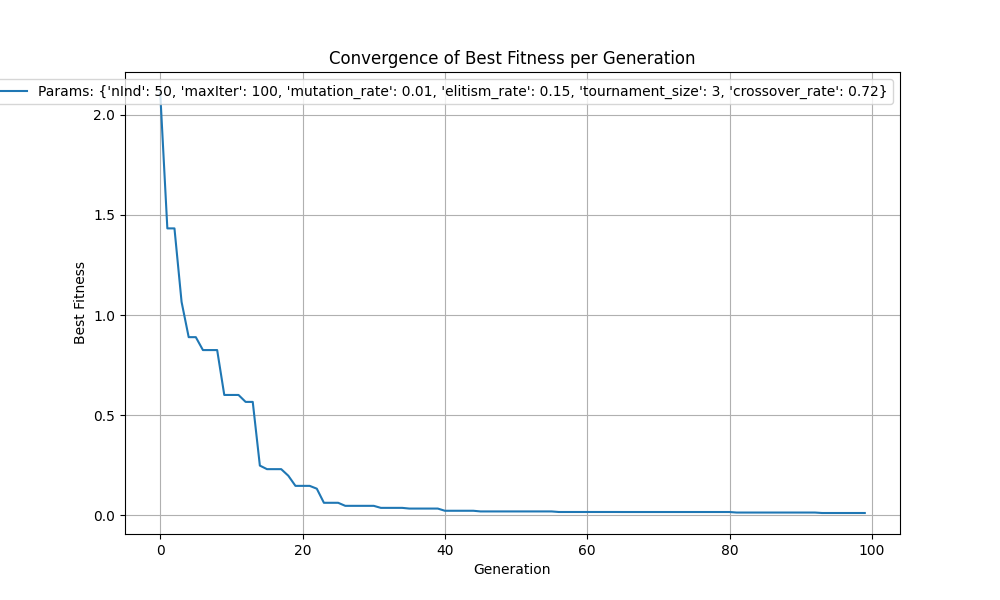 Convergence of Best Fitness per Generation
Params: {'nInd': 50, 'maxIter': 100, 'mutation_rate': 0.01, 'elitism_rate': 0.15, 'tournament_size': 3, 'crossover_rate': 0.72}
2.0
1.5
1.0
0.5
0.0
Best Fitness
0 20 40 60 80 100
Generation